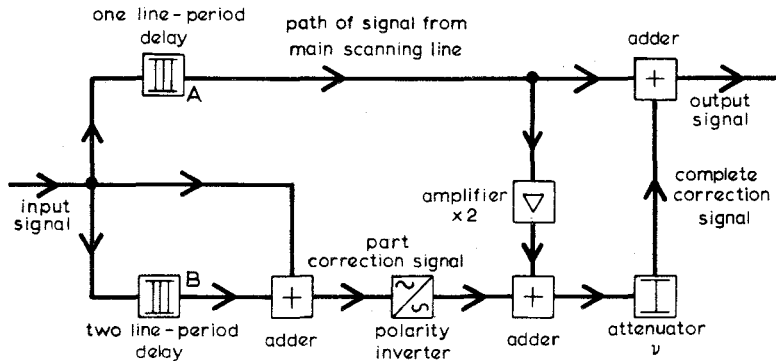 one line-period
delay
A
path of signal from
main scanning line
adder
+
output
signal
input
signal
amplifier
×2
complete
correction
signal
part
correction signal
B
two line-period
delay
+
adder
polarity
inverter
+
adder
attenuator
ν